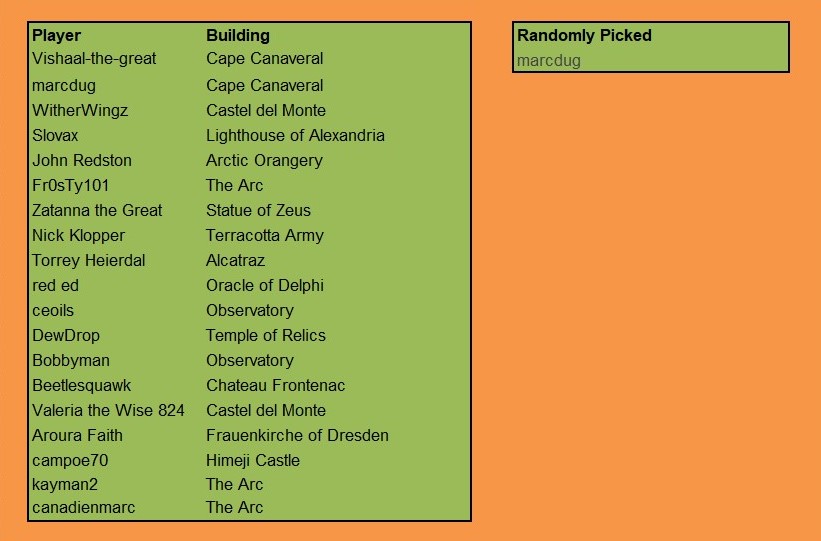 Player Building
Vishaal-the-great Cape Canaveral
marcdug Cape Canaveral
WitherWingz Castel del Monte
Slovax Lighthouse of Alexandria
John Redston Arctic Orangery
Fr0sTy101 The Arc
Zatanna the Great Statue of Zeus
Nick Klopper Terracotta Army
Torrey Heierdal Alcatraz
red ed Oracle of Delphi
ceoils Observatory
DewDrop Temple of Relics
Bobbyman Observatory
Beetlesquawk Chateau Frontenac
Valeria the Wise 824 Castel del Monte
Aroura Faith Frauenkirche of Dresden
campoe70 Himeji Castle
kayman2 The Arc
canadienmarc The Arc
Randomly Picked
marcdug